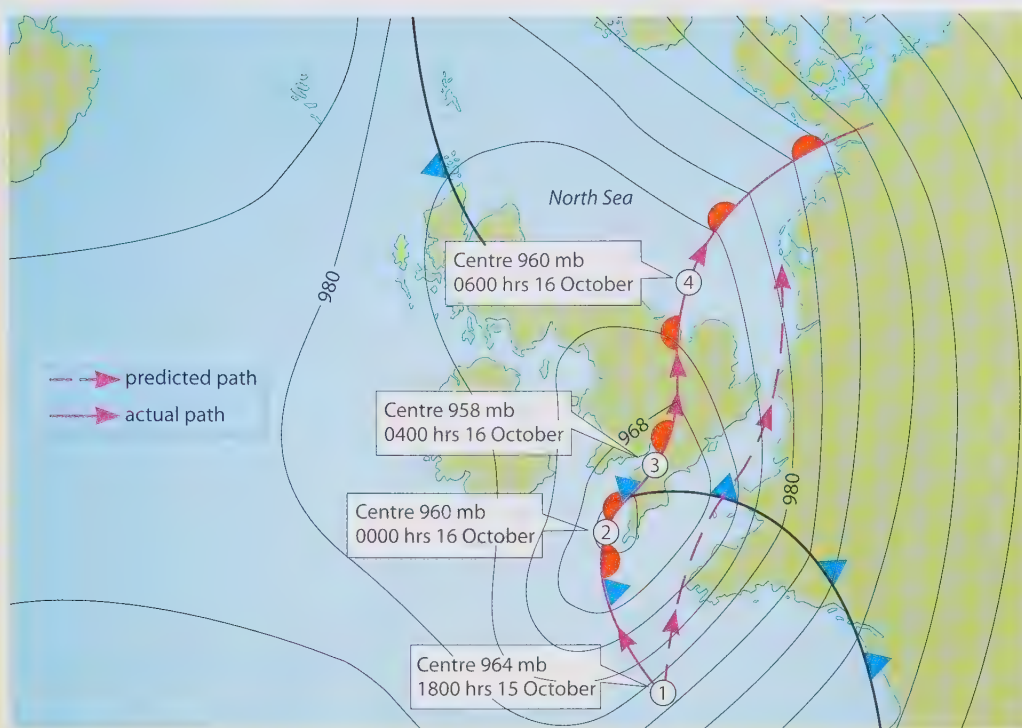 North Sea
Centre 960 mb
0600 hrs 16 October
4
980
predicted path
actual path
Centre 958 mb
0400 hrs 16 October
968
3
980
Centre 960 mb
0000 hrs 16 October
2
Centre 964 mb
1800 hrs 15 October
1